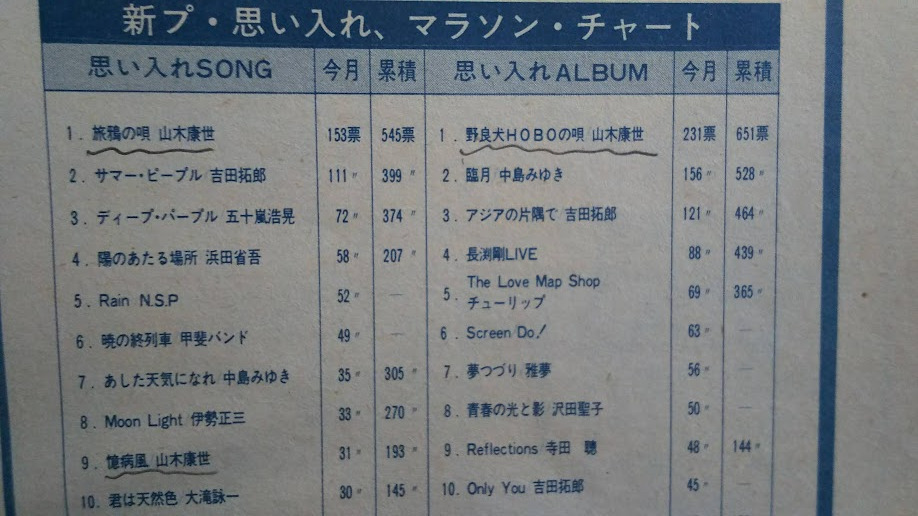 新プ・思い入れ、マラソン・チャート
思い入れSONG 今月 累積 思い入れALBUM 今月 累積
1. 旅鴉の唄 山木康世 153票 545票
2. サマー・ピープル 吉田拓郎 111〃 399〃
3. ディープ・パープル 五十嵐浩晃 72〃 374〃
4. 陽のあたる場所 浜田省吾 58〃 207〃
5. Rain N.S.P 52〃 —
6. 暁の終列車 甲斐バンド 49〃 —
7. あした天気になれ 中島みゆき 35〃 305〃
8. Moon Light 伊勢正三 33〃 270〃
9. 憶病風 山木康世 31〃 193〃
10. 君は天然色 大滝詠一 30〃 145〃
1. 野良犬HOBOの唄 山木康世 231票 651票
2. 臨月 中島みゆき 156〃 528〃
3. アジアの片隅で 吉田拓郎 121〃 464〃
4. 長渕剛LIVE 88〃 439〃
5. The Love Map Shop
チューリップ 69〃 365〃
6. Screen Do! 63〃 —
7. 夢つづり 雅夢 56〃 —
8. 青春の光と影 沢田聖子 50〃 —
9. Reflections 寺田 聰 48〃 144〃
10. Only You 吉田拓郎 45〃 —